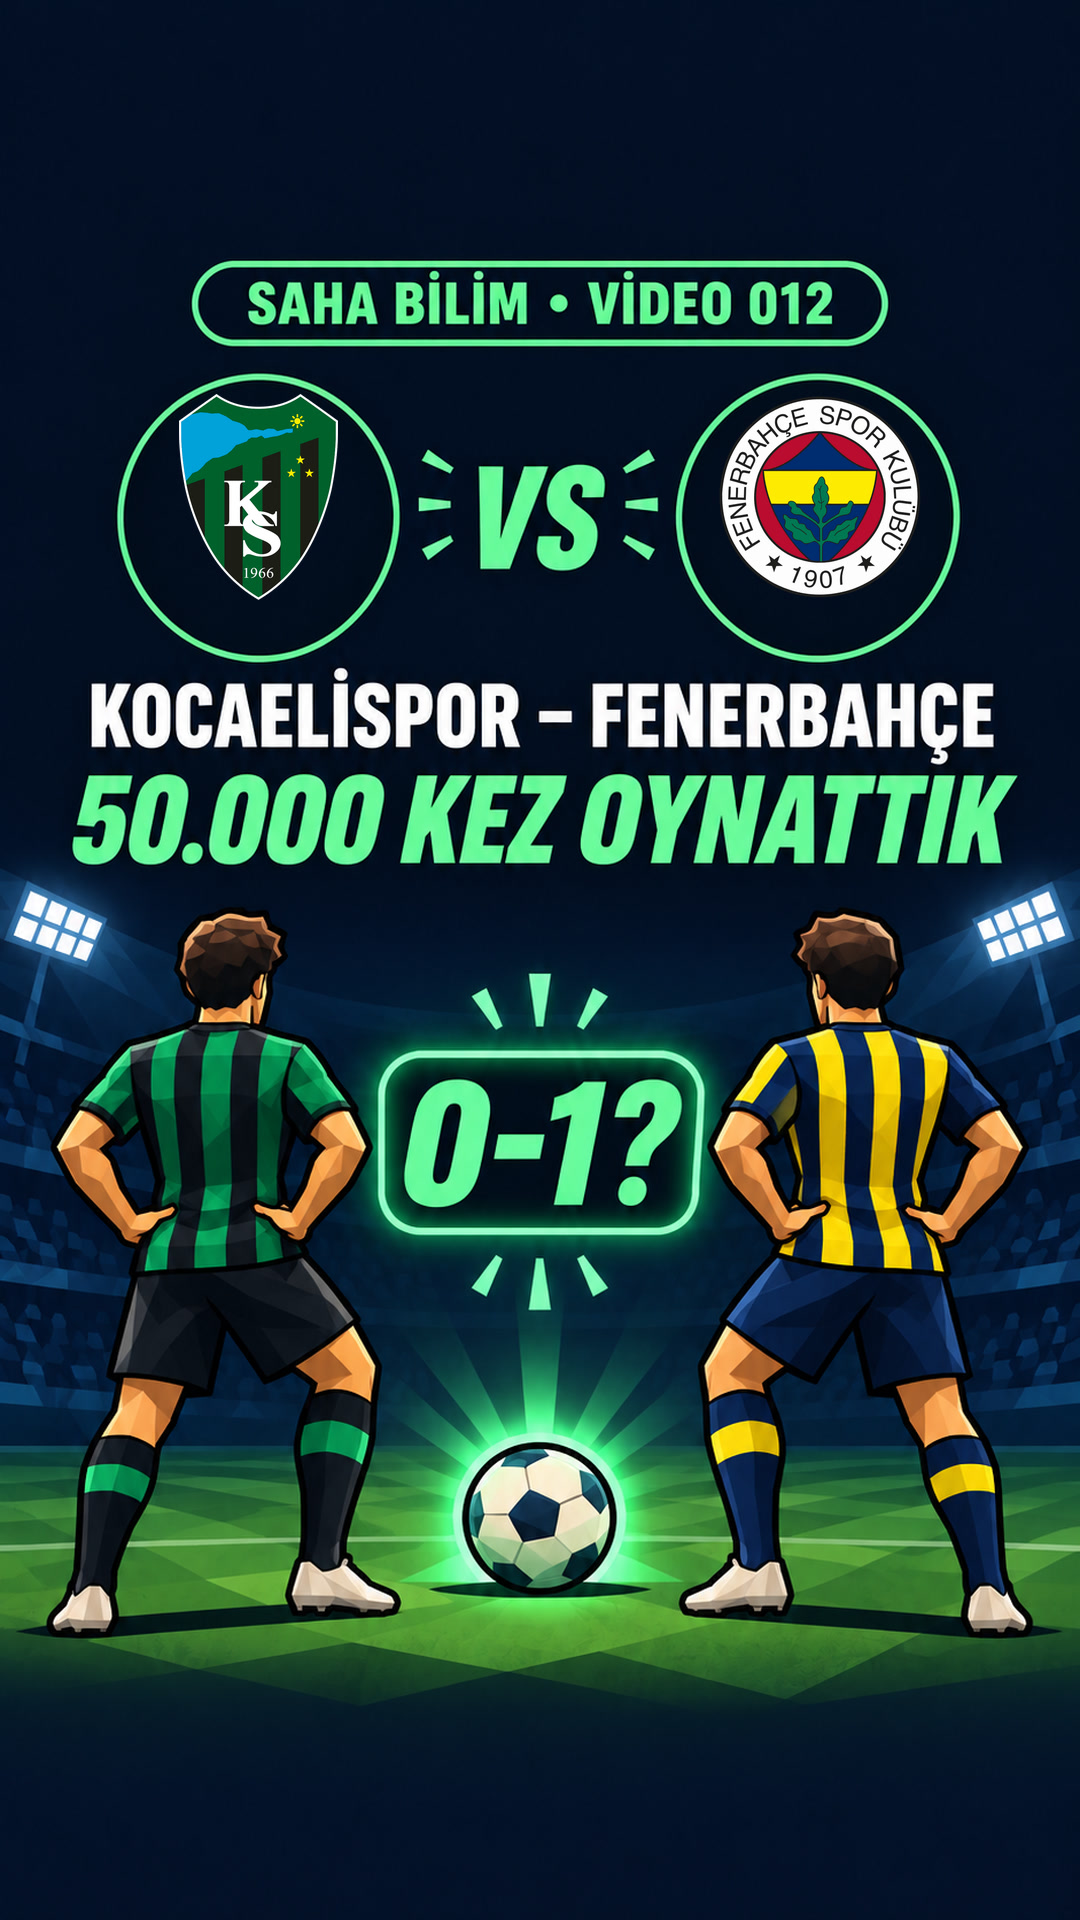 SAHA BİLİM • VİDEO 012
KS
1966
VS
FENERBAHÇE SPOR KULÜBÜ
★ 1907 ★
KOCAELİSPOR – FENERBAHÇE
50.000 KEZ OYNATTIK
0-1?